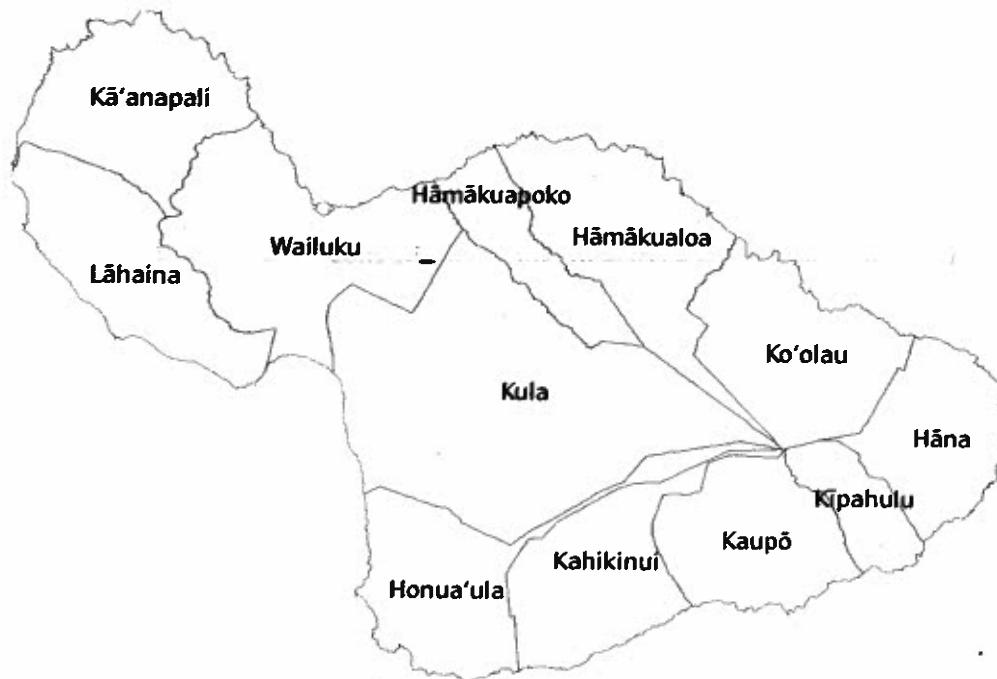 Kā‘anapali
Hāmākuapoko
Hāmākualoa
Wailuku
Lāhaina
Ko‘olau
Kula
Hāna
Kīpahulu
Kaupō
Kahikinui
Honua‘ula